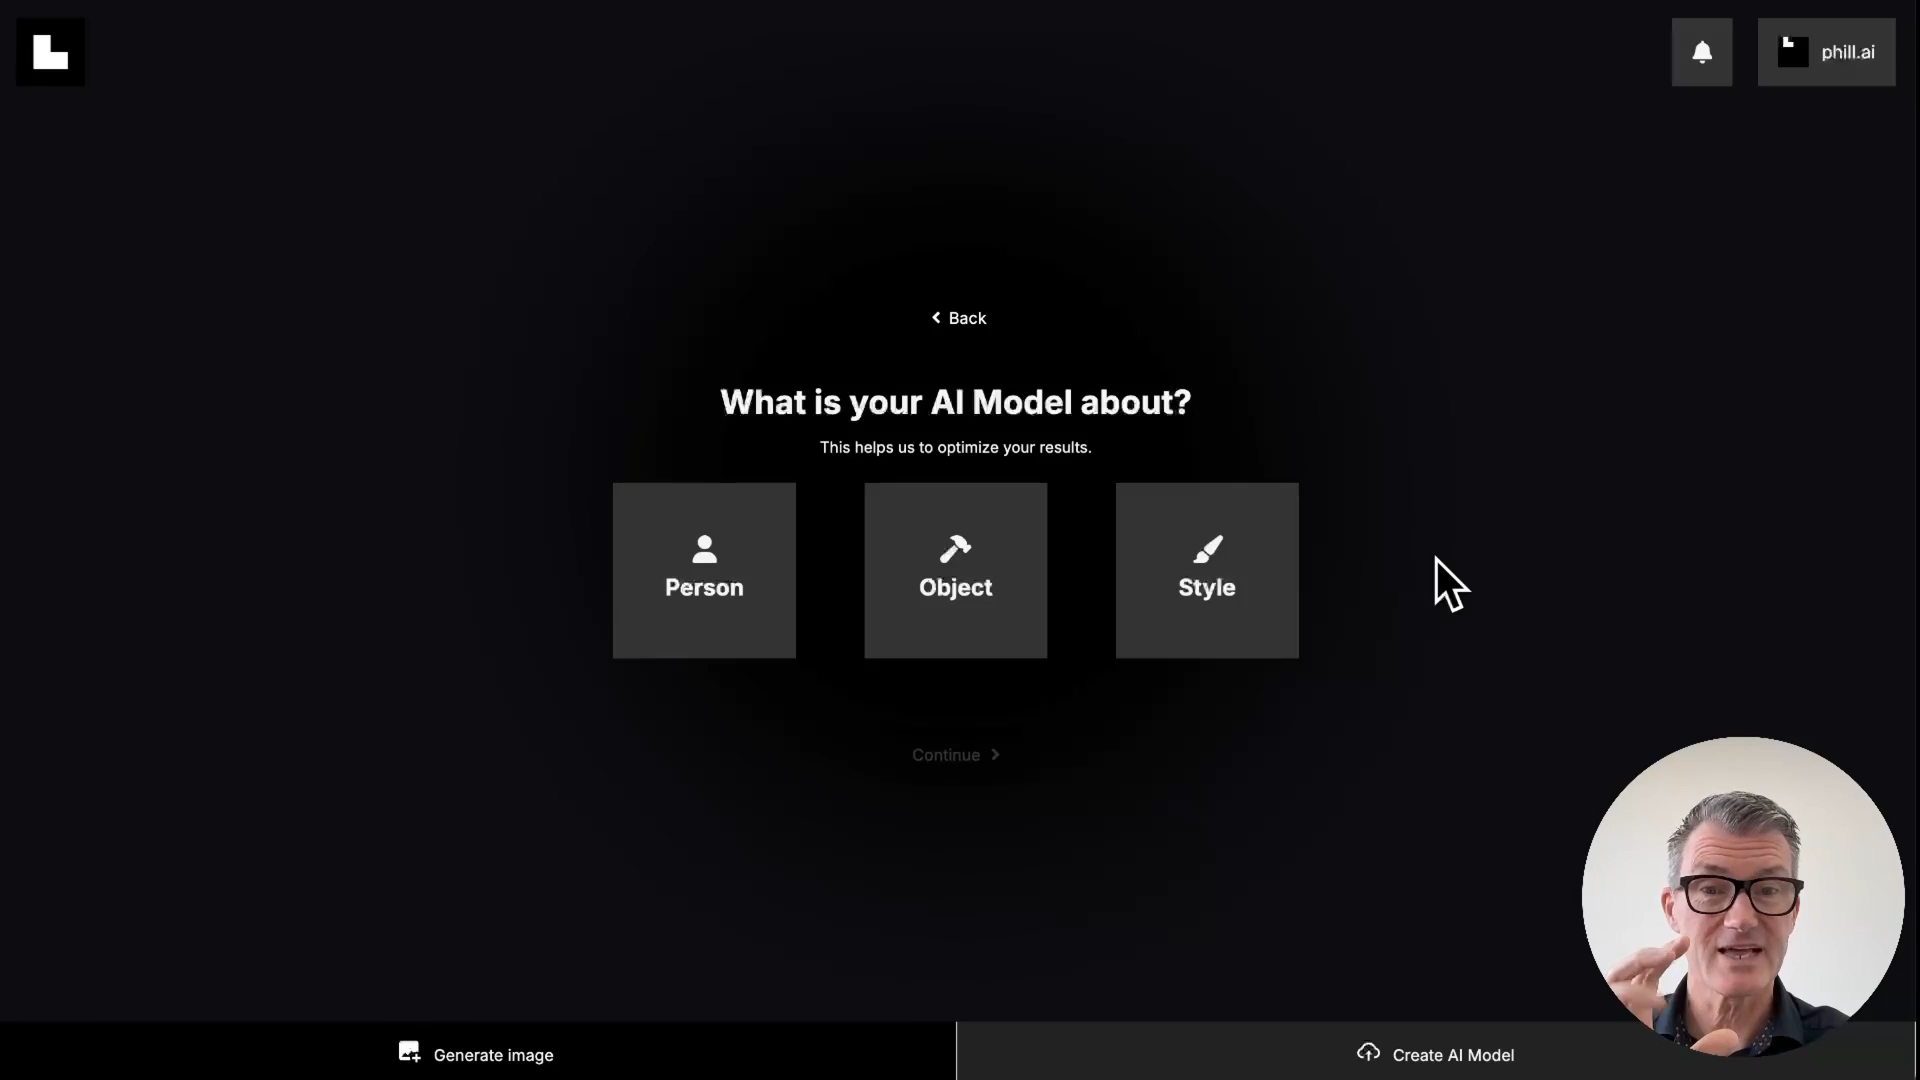 phill.ai
Back
What is your AI Model about?
This helps us to optimize your results.
Person
Object
Style
Continue
Generate image
Create AI Model